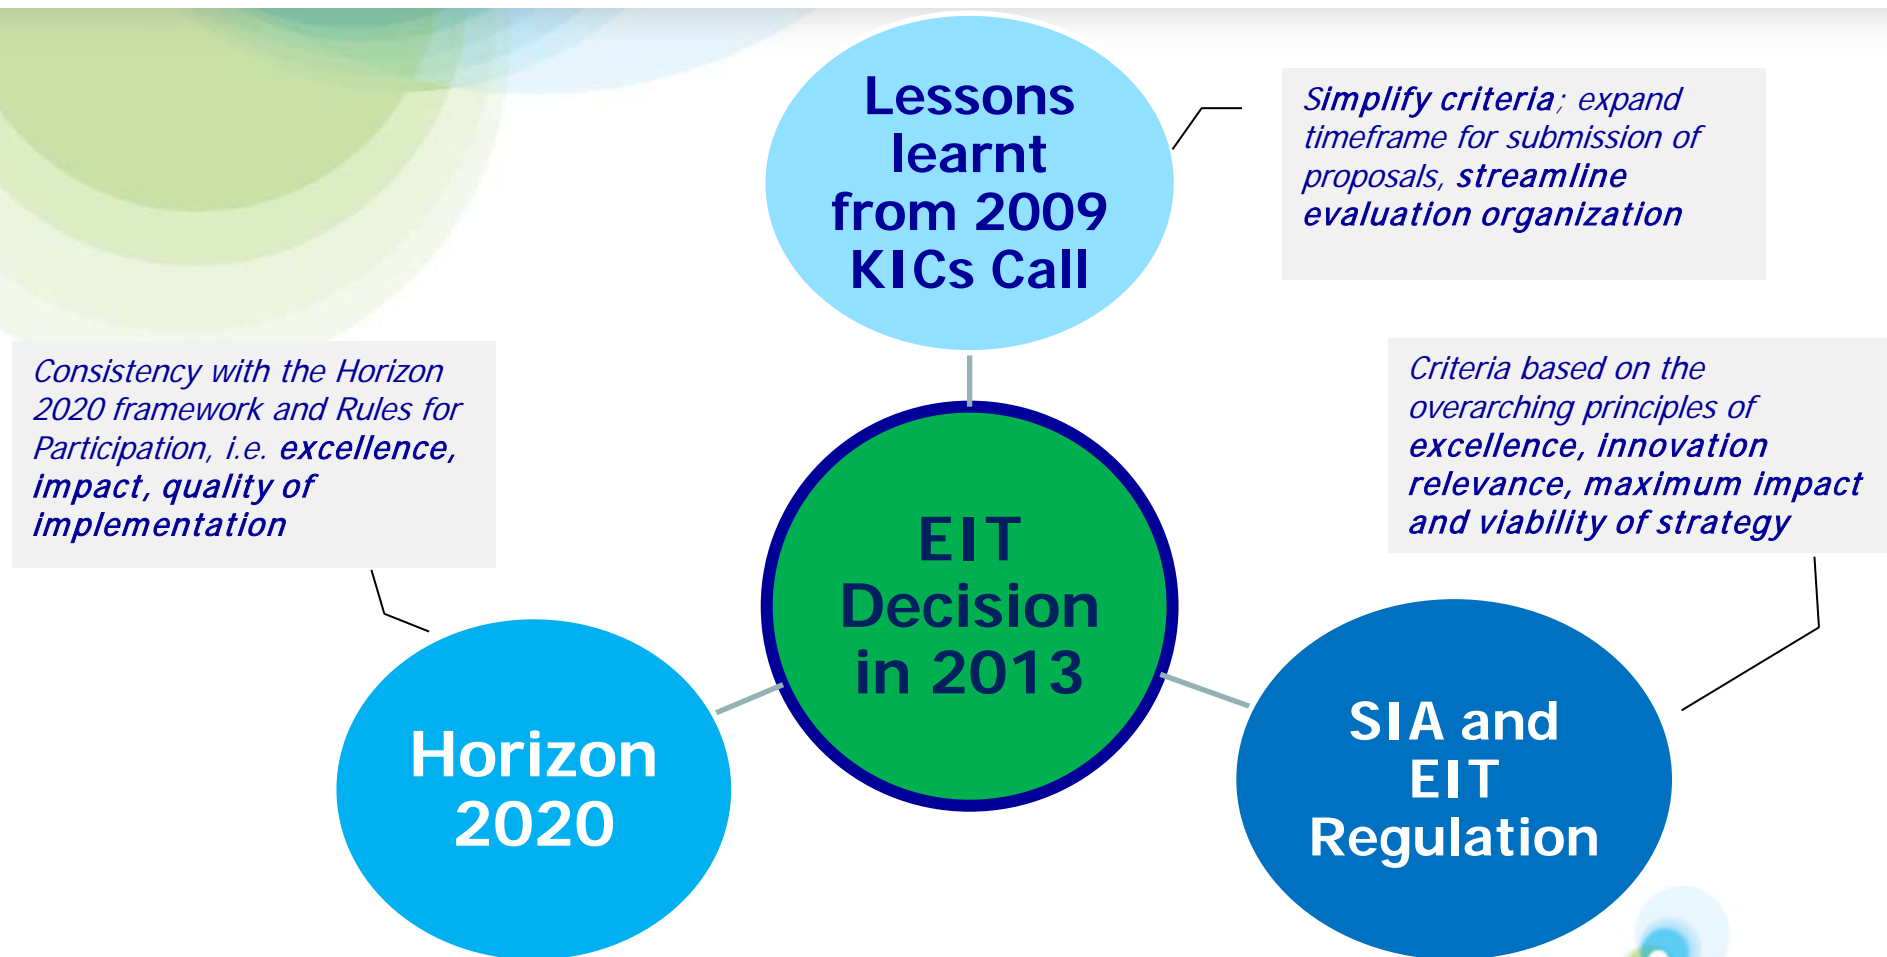 Lessons
learnt
from 2009
KICs Call
Simplify criteria; expand
timeframe for submission of
proposals, streamline
evaluation organization
Consistency with the Horizon
2020 framework and Rules for
Participation, i.e. excellence,
impact, quality of
implementation
Criteria based on the
overarching principles of
excellence, innovation
relevance, maximum impact
and viability of strategy
EIT
Decision
in 2013
Horizon
2020
SIA and
EIT
Regulation